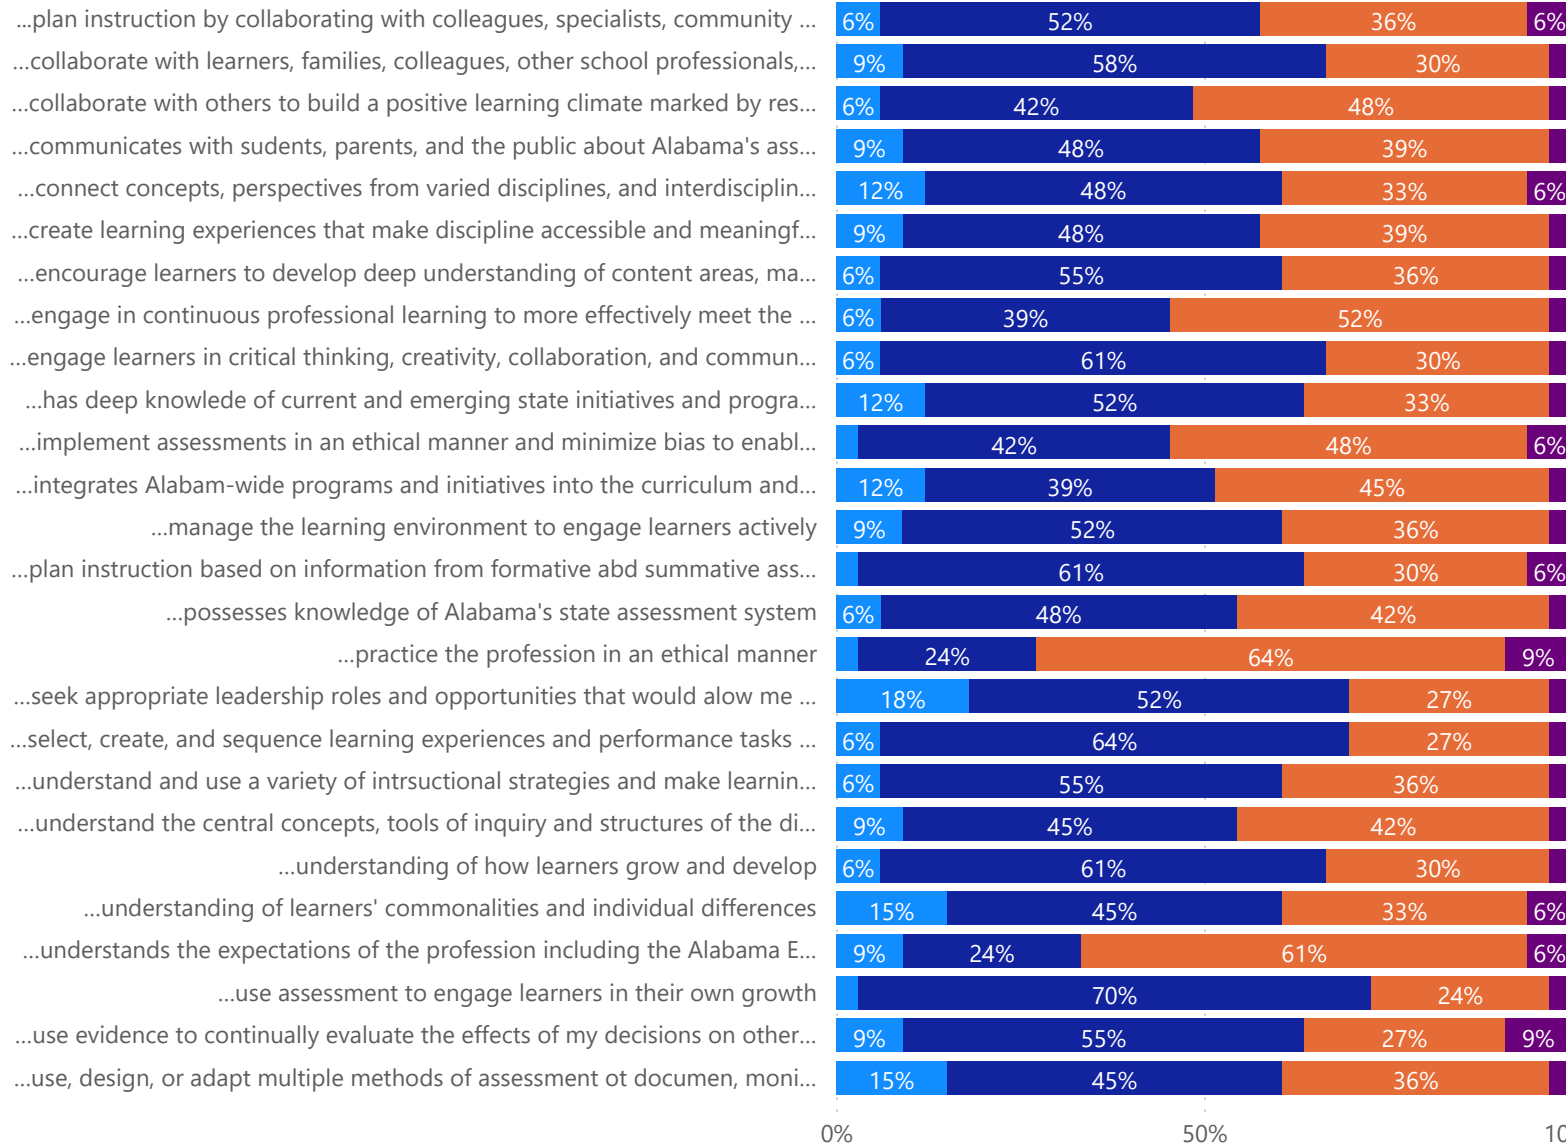 ...plan instruction by collaborating with colleagues, specialists, community ... 6% 52% 36% 6%
...collaborate with learners, families, colleagues, other school professionals,... 9% 58% 30%
...collaborate with others to build a positive learning climate marked by res... 6% 42% 48%
...communicates with sudents, parents, and the public about Alabama's ass... 9% 48% 39%
...connect concepts, perspectives from varied disciplines, and interdisciplin... 12% 48% 33% 6%
...create learning experiences that make discipline accessible and meaningf... 9% 48% 39%
...encourage learners to develop deep understanding of content areas, ma... 6% 55% 36%
...engage in continuous professional learning to more effectively meet the ... 6% 39% 52%
...engage learners in critical thinking, creativity, collaboration, and commun... 6% 61% 30%
...has deep knowlede of current and emerging state initiatives and progra... 12% 52% 33%
...implement assessments in an ethical manner and minimize bias to enabl... 42% 48% 6%
...integrates Alabam-wide programs and initiatives into the curriculum and... 12% 39% 45%
...manage the learning environment to engage learners actively 9% 52% 36%
...plan instruction based on information from formative abd summative ass... 61% 30% 6%
...possesses knowledge of Alabama's state assessment system 6% 48% 42%
...practice the profession in an ethical manner 24% 64% 9%
...seek appropriate leadership roles and opportunities that would alow me ... 18% 52% 27%
...select, create, and sequence learning experiences and performance tasks ... 6% 64% 27%
...understand and use a variety of intrsuctional strategies and make learnin... 6% 55% 36%
...understand the central concepts, tools of inquiry and structures of the di... 9% 45% 42%
...understanding of how learners grow and develop 6% 61% 30%
...understanding of learners' commonalities and individual differences 15% 45% 33% 6%
...understands the expectations of the profession including the Alabama E... 9% 24% 61% 6%
...use assessment to engage learners in their own growth 70% 24%
...use evidence to continually evaluate the effects of my decisions on other... 9% 55% 27% 9%
...use, design, or adapt multiple methods of assessment ot documen, moni... 15% 45% 36%
0% 50% 10